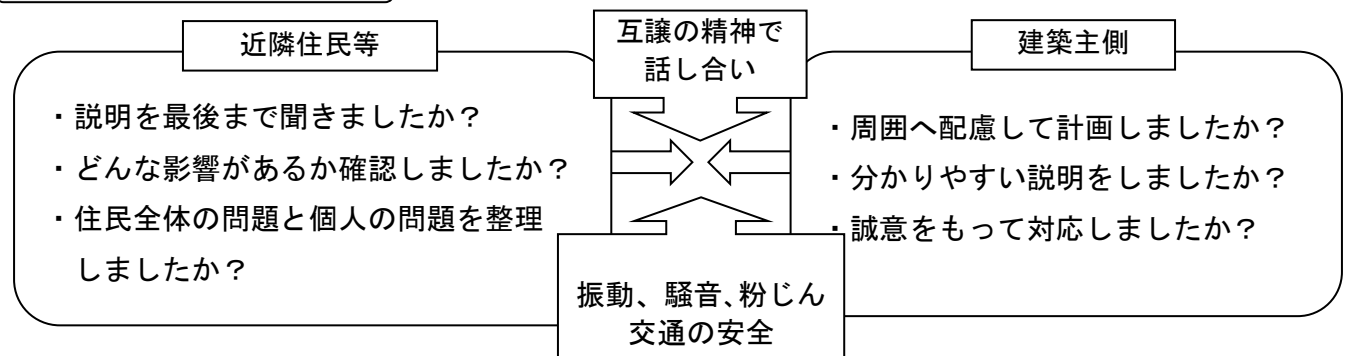 近隣住民等
・説明を最後まで聞きましたか？
・どんな影響があるか確認しましたか？
・住民全体の問題と個人の問題を整理
しましたか？
互譲の精神で
話し合い
建築主側
・周囲へ配慮して計画しましたか？
・分かりやすい説明をしましたか？
・誠意をもって対応しましたか？
振動、騒音、粉じん
交通の安全